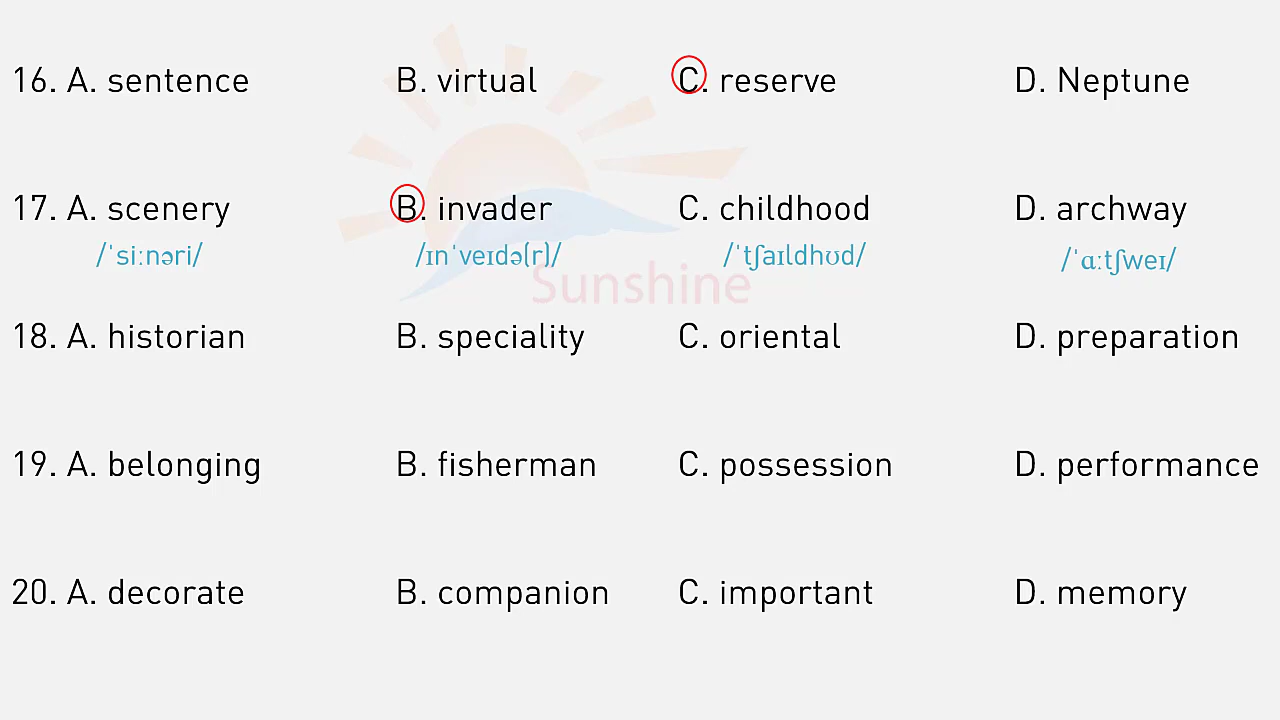 16. A. sentence B. virtual C. reserve D. Neptune
17. A. scenery B. invader C. childhood D. archway
/ˈsiːnəri/ /ɪnˈveɪdə(r)/ /ˈtʃaɪldhʊd/ /ˈɑːtʃweɪ/
Sunshine
18. A. historian B. speciality C. oriental D. preparation
19. A. belonging B. fisherman C. possession D. performance
20. A. decorate B. companion C. important D. memory